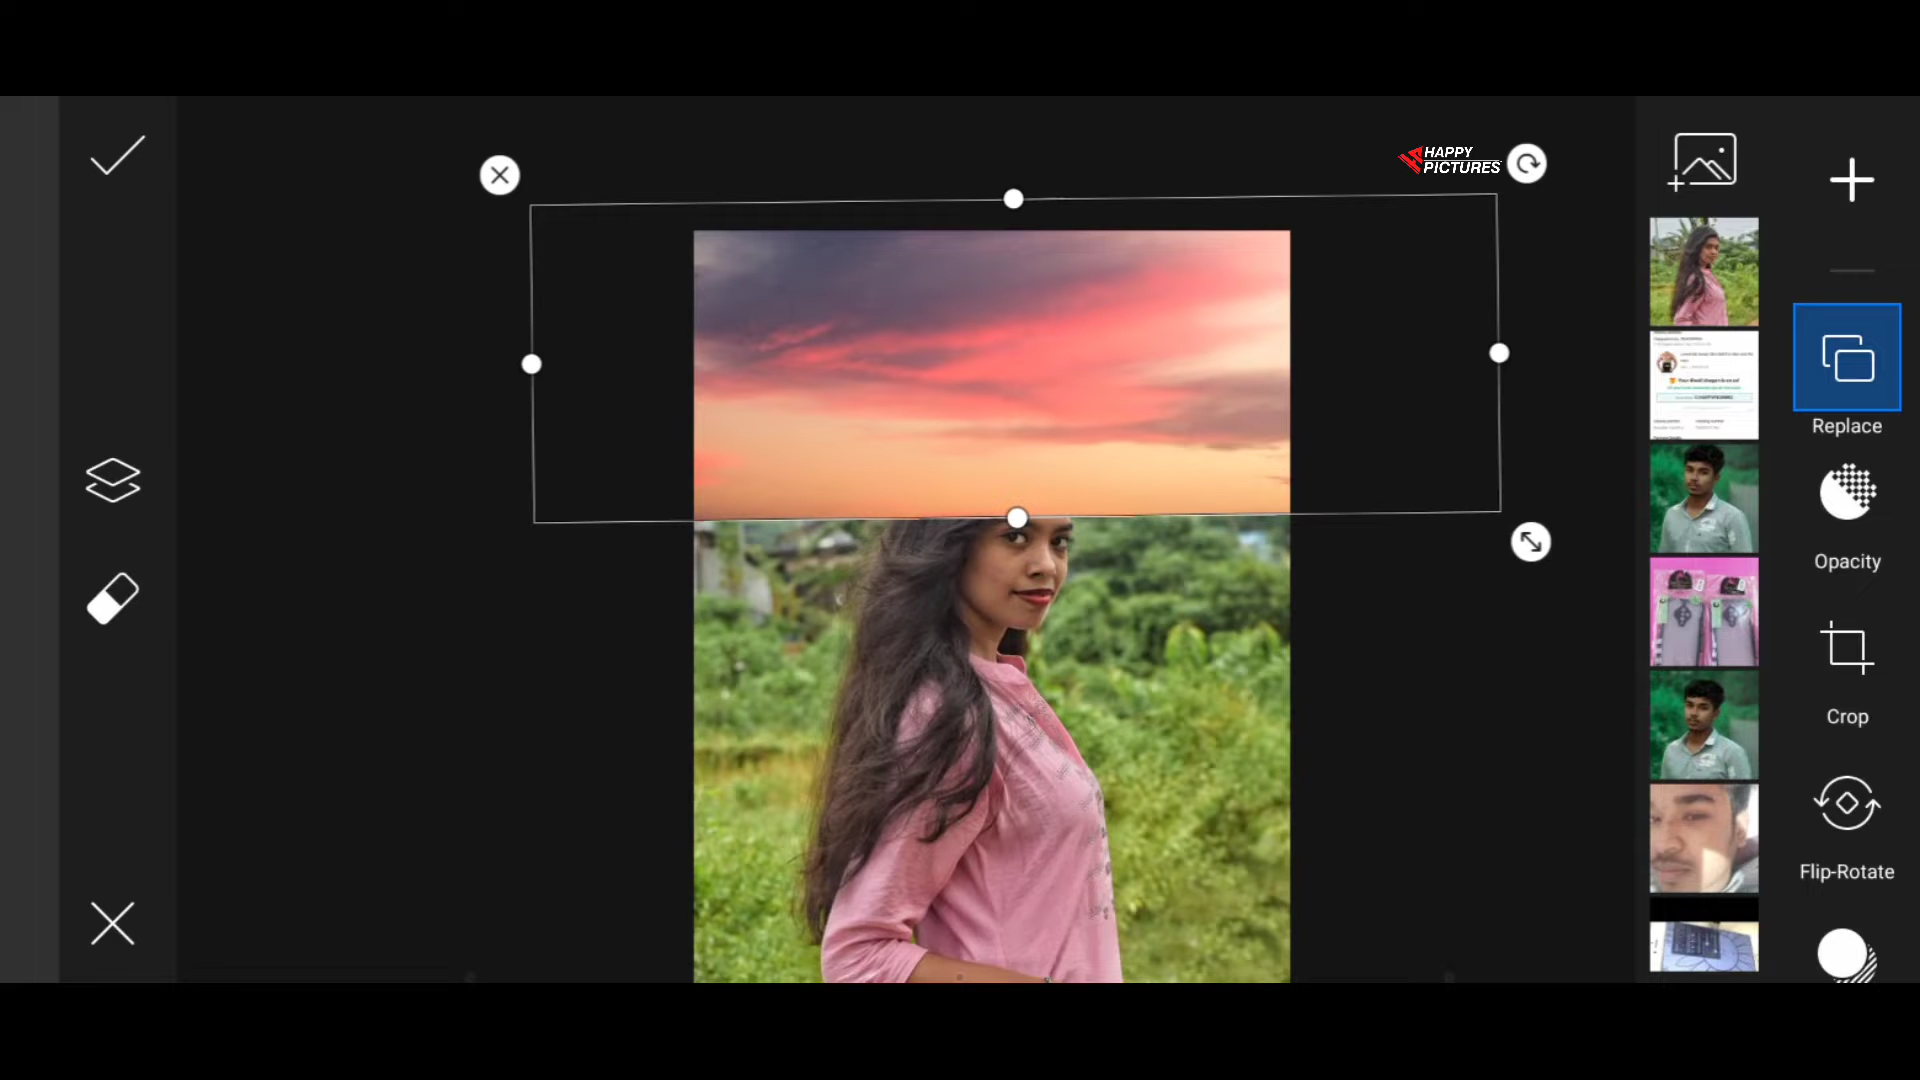 HAPPY
PICTURES
Replace
Opacity
Crop
Flip-Rotate